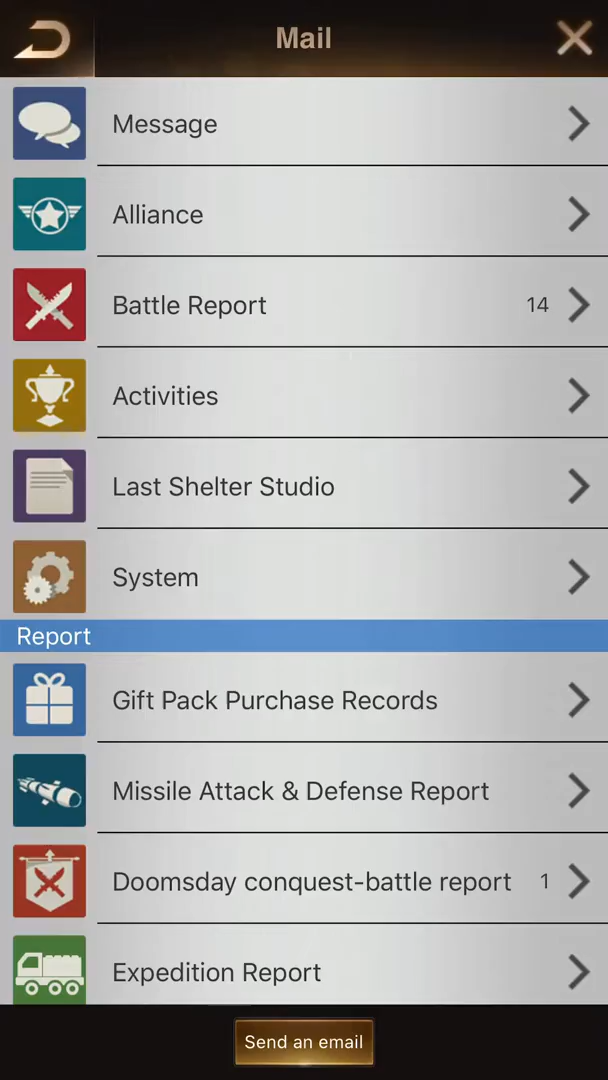 Mail
Message
Alliance
Battle Report 14
Activities
Last Shelter Studio
System
Report
Gift Pack Purchase Records
Missile Attack & Defense Report
Doomsday conquest-battle report 1
Expedition Report
Send an email